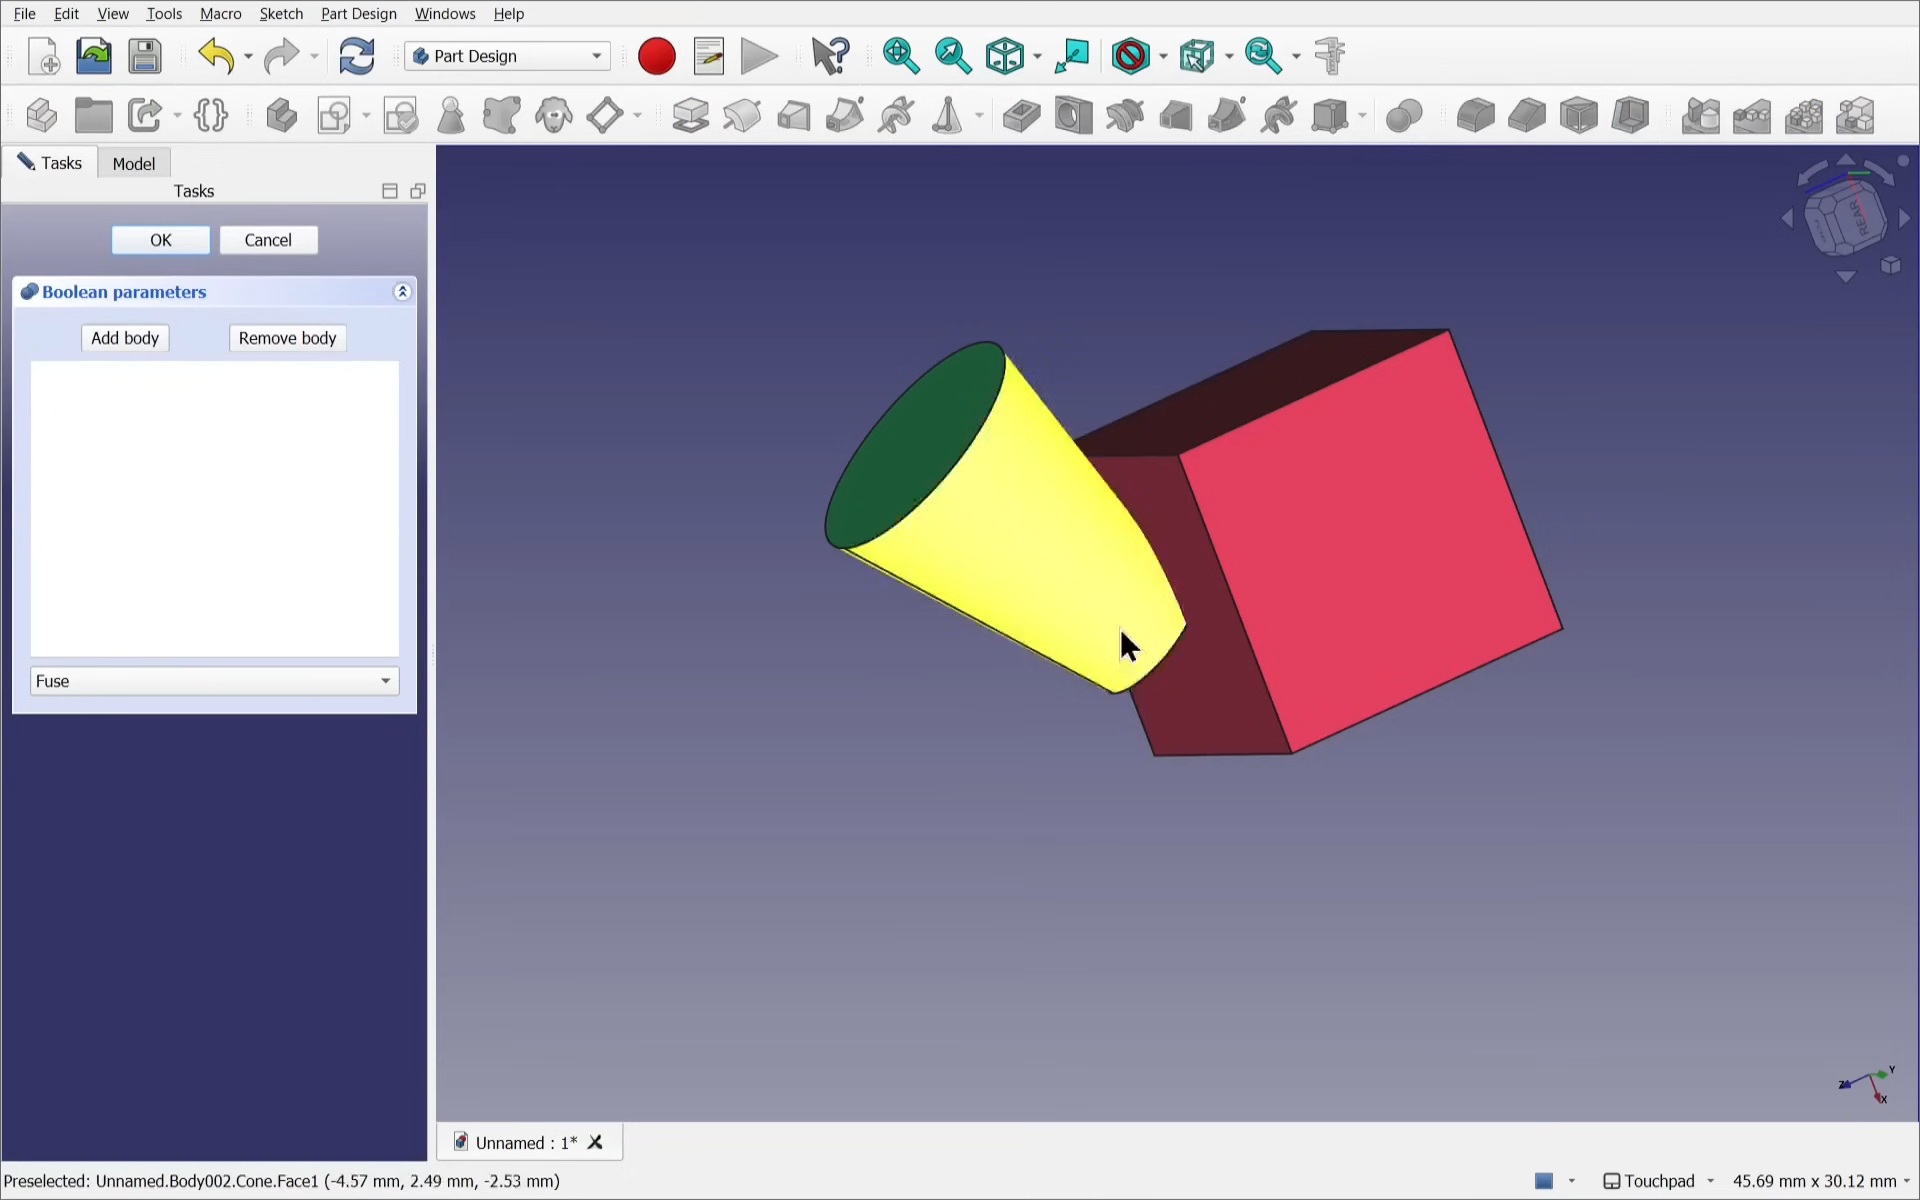 File Edit View Tools Macro Sketch Part Design Windows Help
Part Design
Tasks Model
Tasks
OK Cancel
Boolean parameters
Add body Remove body
Fuse
REAR
Z Y
X
Unnamed : 1*
Preselected: Unnamed.Body002.Cone.Face1 (-4.57 mm, 2.49 mm, -2.53 mm) Touchpad 45.69 mm x 30.12 mm